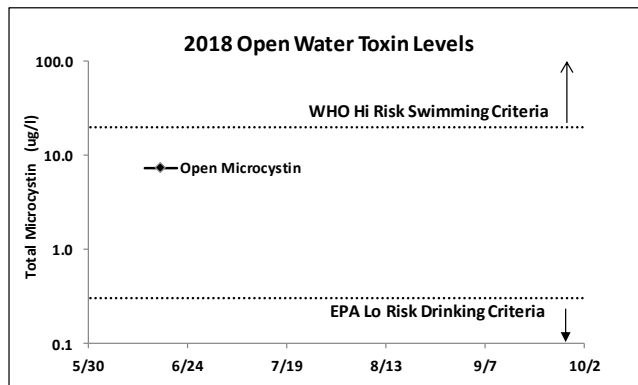 2018 Open Water Toxin Levels
100.0
WHO Hi Risk Swimming Criteria
10.0
Open Microcystin
Total Microcystin (ug/l)
1.0
EPA Lo Risk Drinking Criteria
0.1
5/30 6/24 7/19 8/13 9/7 10/2